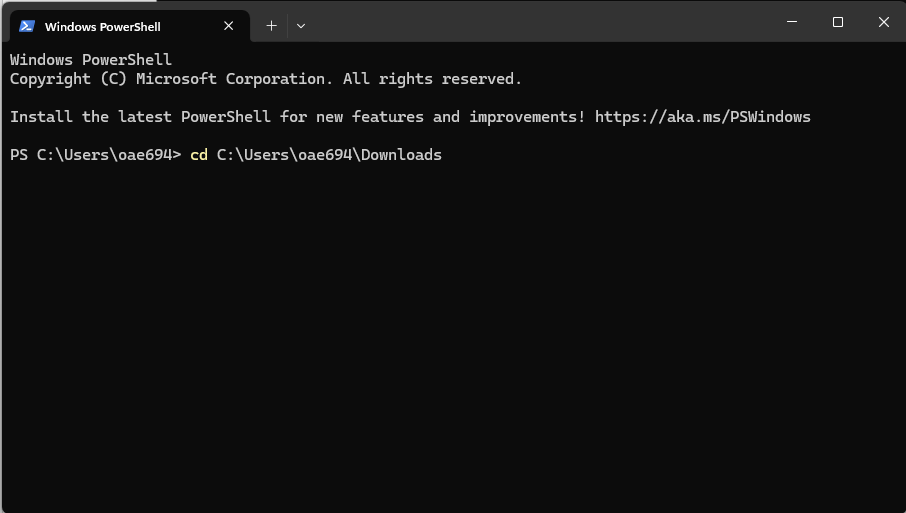 Windows PowerShell
Windows PowerShell
Copyright (C) Microsoft Corporation. All rights reserved.
Install the latest PowerShell for new features and improvements! https://aka.ms/PSWindows
PS C:\Users\oae694> cd C:\Users\oae694\Downloads